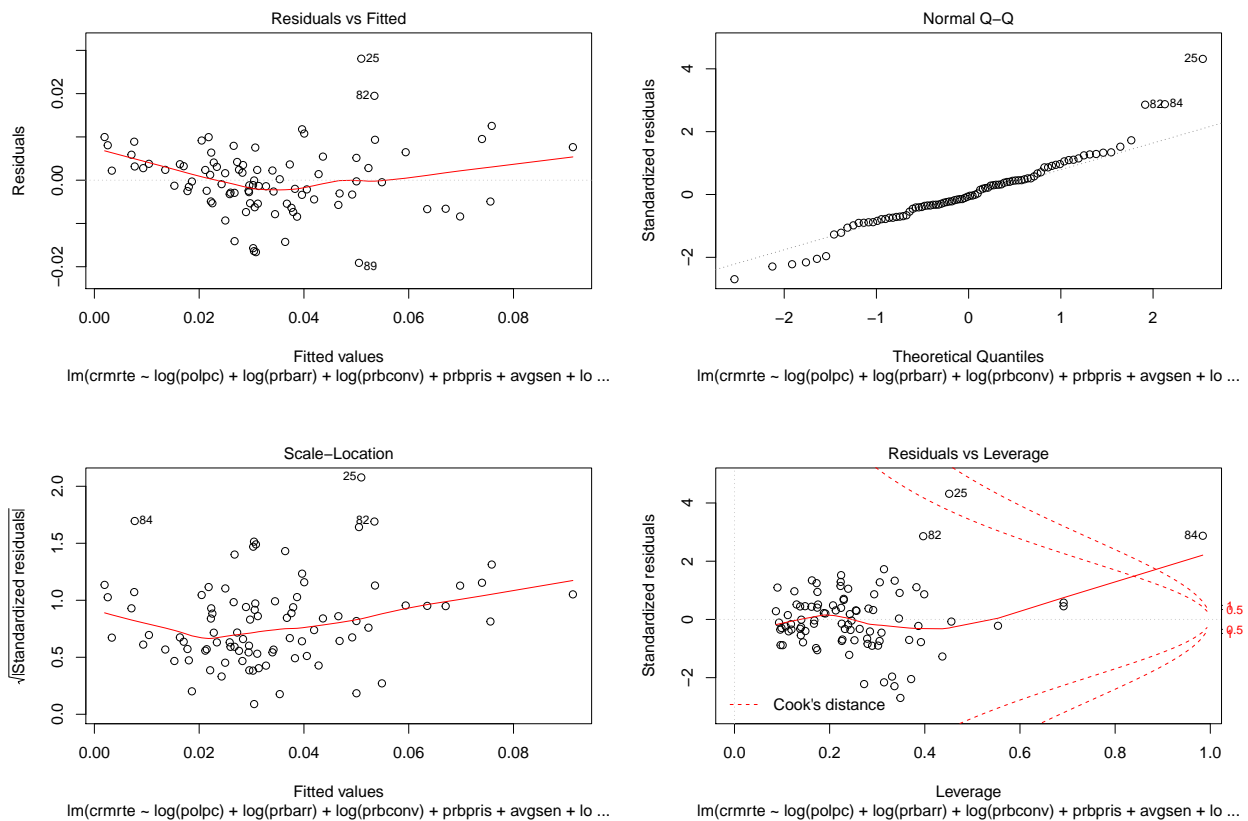 Residuals vs Fitted
Residuals
0.02
0.00
−0.02
25
82
89
0.00 0.02 0.04 0.06 0.08
Fitted values
lm(crmrte ~ log(polpc) + log(prbarr) + log(prbconv) + prbpris + avgsen + lo ...
Normal Q−Q
Standardized residuals
4
2
0
−2
25
82 84
−2 −1 0 1 2
Theoretical Quantiles
lm(crmrte ~ log(polpc) + log(prbarr) + log(prbconv) + prbpris + avgsen + lo ...
Scale−Location
√|Standardized residuals|
2.0
1.5
1.0
0.5
0.0
25
84
82
0.00 0.02 0.04 0.06 0.08
Fitted values
lm(crmrte ~ log(polpc) + log(prbarr) + log(prbconv) + prbpris + avgsen + lo ...
Residuals vs Leverage
Standardized residuals
4
2
0
−2
25
82
84
1
0.5
0.5
1
Cook's distance
0.0 0.2 0.4 0.6 0.8 1.0
Leverage
lm(crmrte ~ log(polpc) + log(prbarr) + log(prbconv) + prbpris + avgsen + lo ...